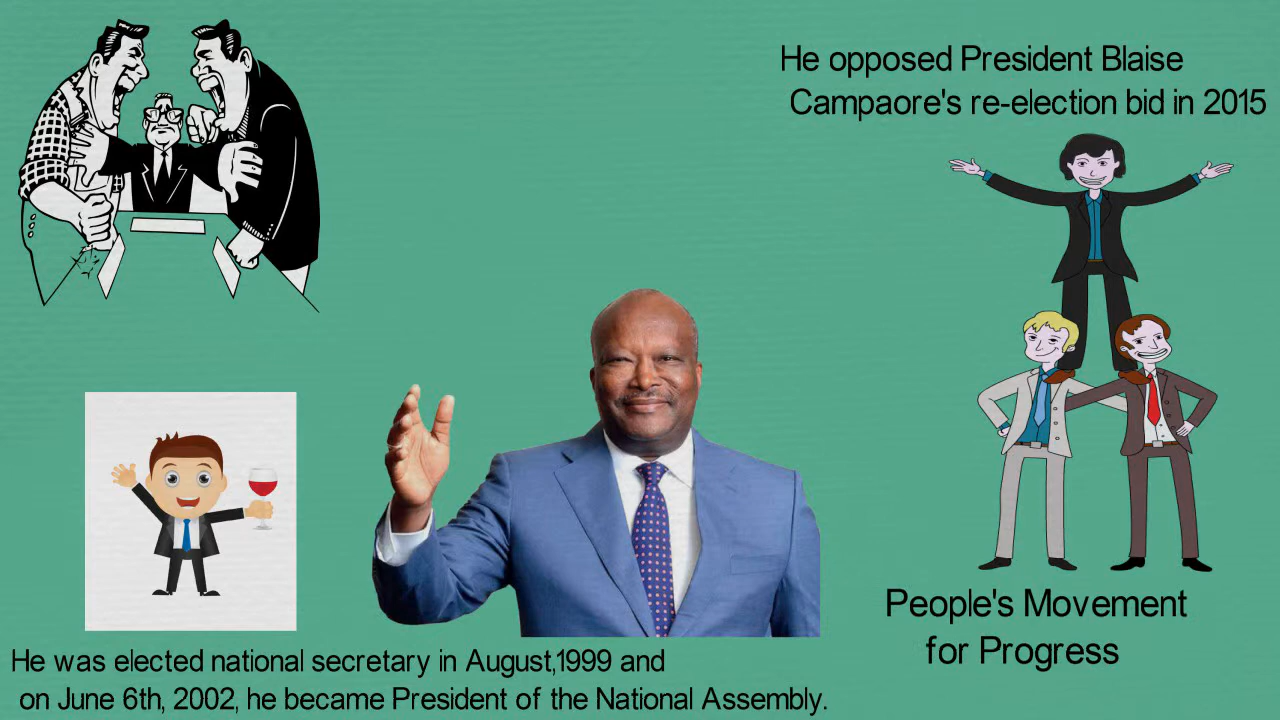 He opposed President Blaise
Campaore's re-election bid in 2015
People's Movement
for Progress
He was elected national secretary in August,1999 and
on June 6th, 2002, he became President of the National Assembly.